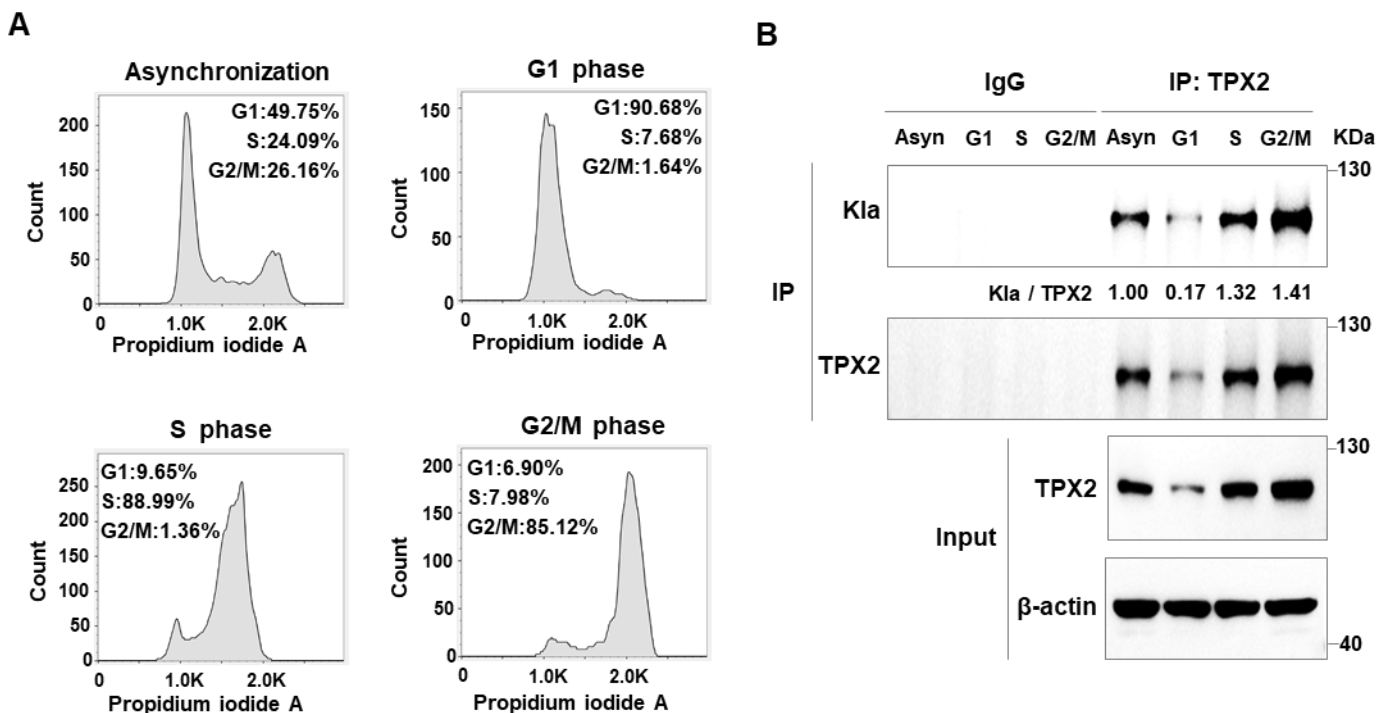 A
Asynchronization
G1:49.75%
S:24.09%
G2/M:26.16%
200
150
100
50
0
Count
0 1.0K 2.0K
Propidium iodide A
G1 phase
G1:90.68%
S:7.68%
G2/M:1.64%
150
100
50
0
Count
0 1.0K 2.0K
Propidium iodide A
S phase
G1:9.65%
S:88.99%
G2/M:1.36%
250
200
150
100
50
0
Count
0 1.0K 2.0K
Propidium iodide A
G2/M phase
G1:6.90%
S:7.98%
G2/M:85.12%
200
150
100
50
0
Count
0 1.0K 2.0K
Propidium iodide A
B
IgG IP: TPX2
Asyn G1 S G2/M Asyn G1 S G2/M KDa
130
Kla
IP
Kla / TPX2 1.00 0.17 1.32 1.41
130
TPX2
130
TPX2
Input
β-actin
40